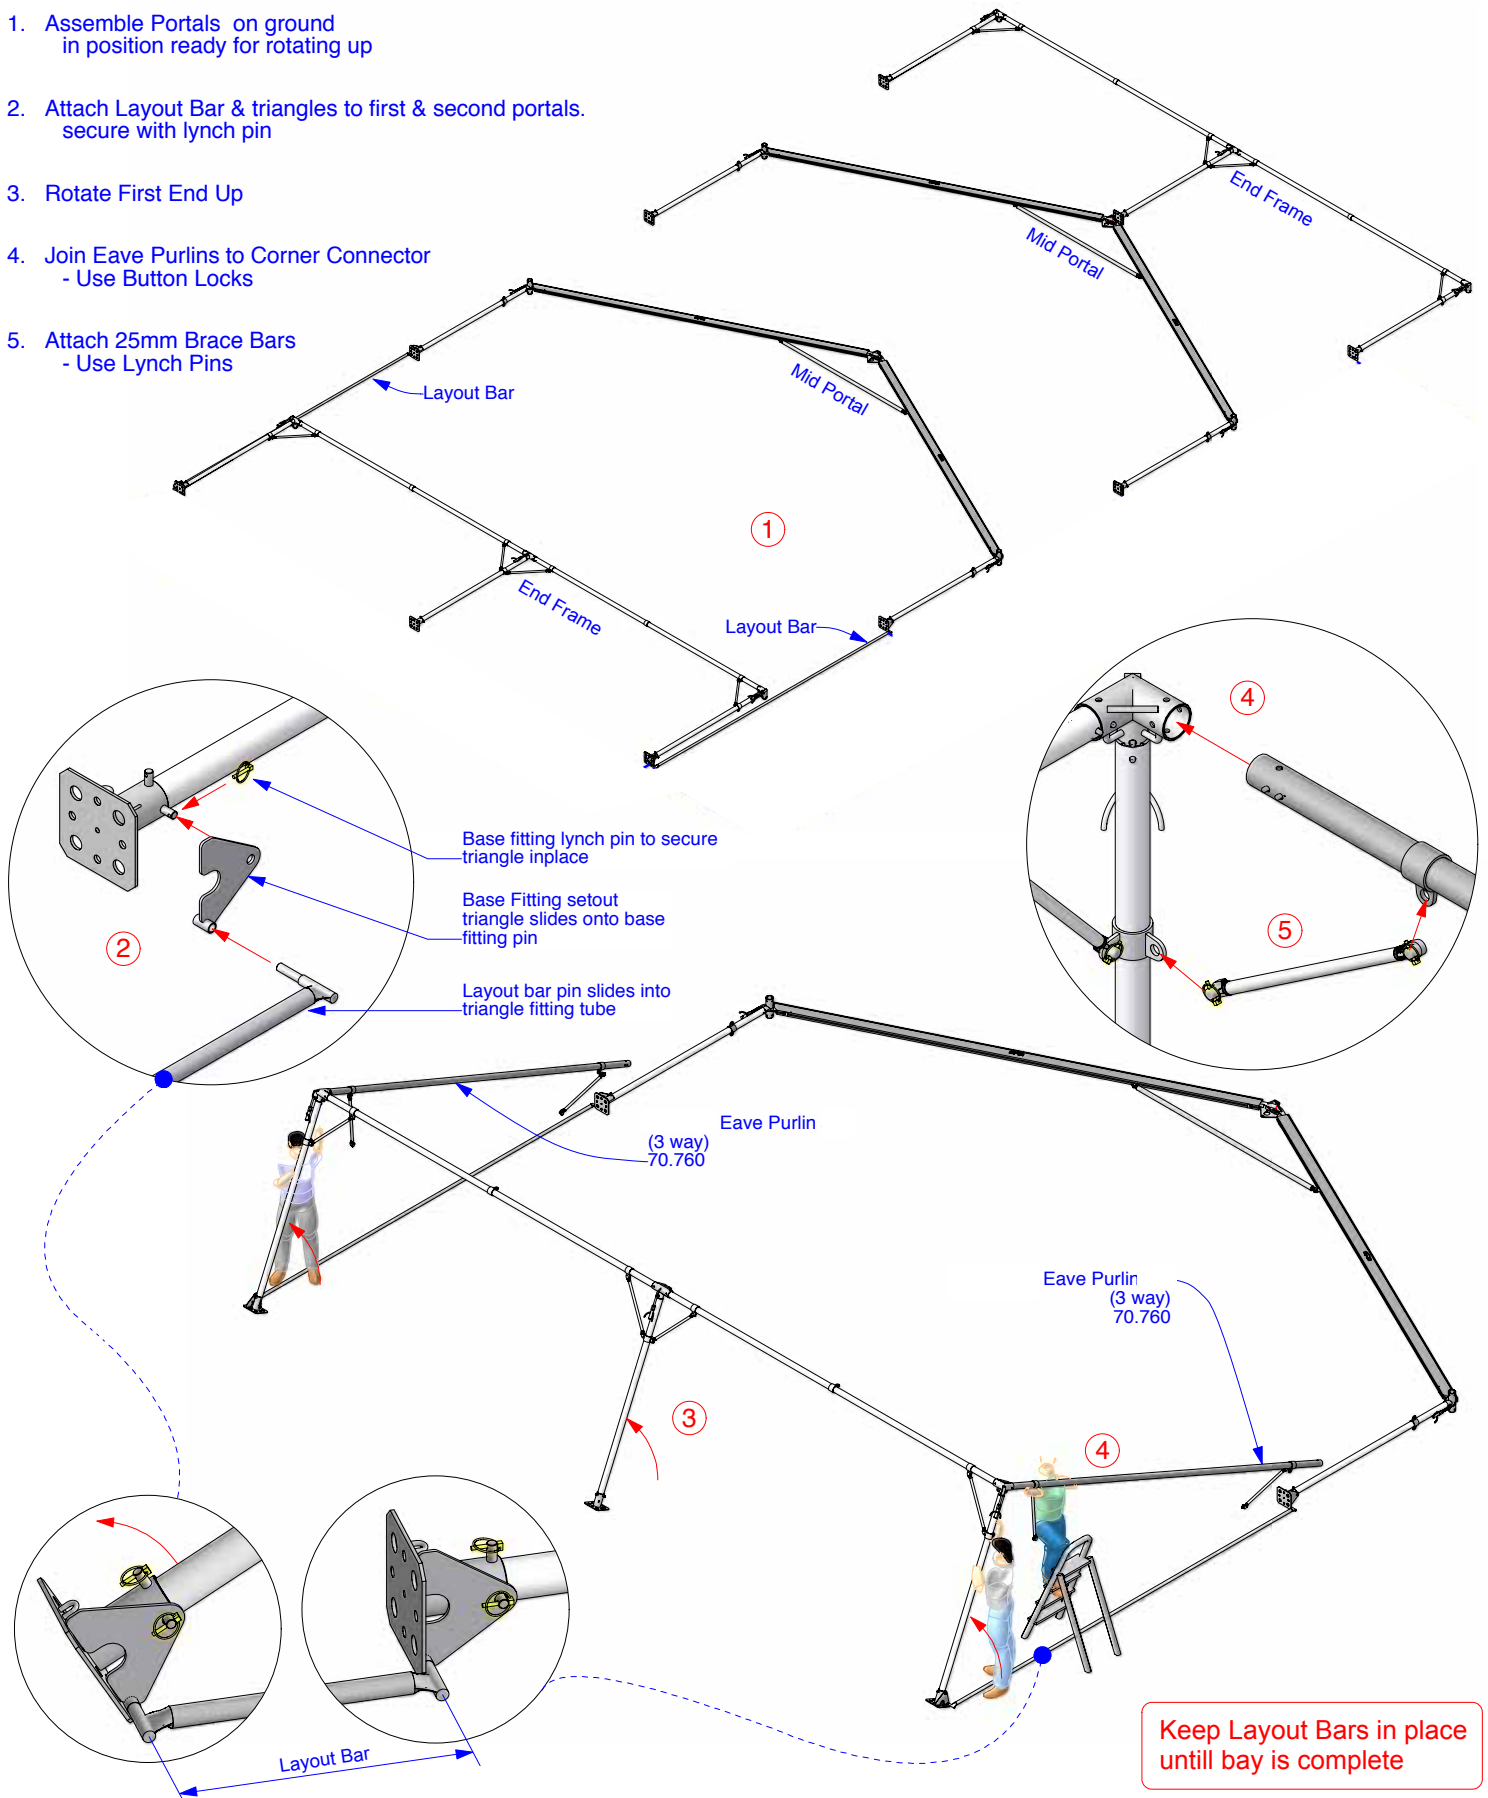 1. Assemble Portals on ground
in position ready for rotating up
2. Attach Layout Bar & triangles to first & second portals.
secure with lynch pin
3. Rotate First End Up
4. Join Eave Purlins to Corner Connector
- Use Button Locks
5. Attach 25mm Brace Bars
- Use Lynch Pins
End Frame
Mid Portal
Mid Portal
Layout Bar
1
End Frame
Layout Bar
4
5
Base fitting lynch pin to secure
triangle inplace
Base Fitting setout
triangle slides onto base
fitting pin
2
Layout bar pin slides into
triangle fitting tube
Eave Purlin
(3 way)
70.760
Eave Purlin
(3 way)
70.760
3
4
Layout Bar
Keep Layout Bars in place
untill bay is complete